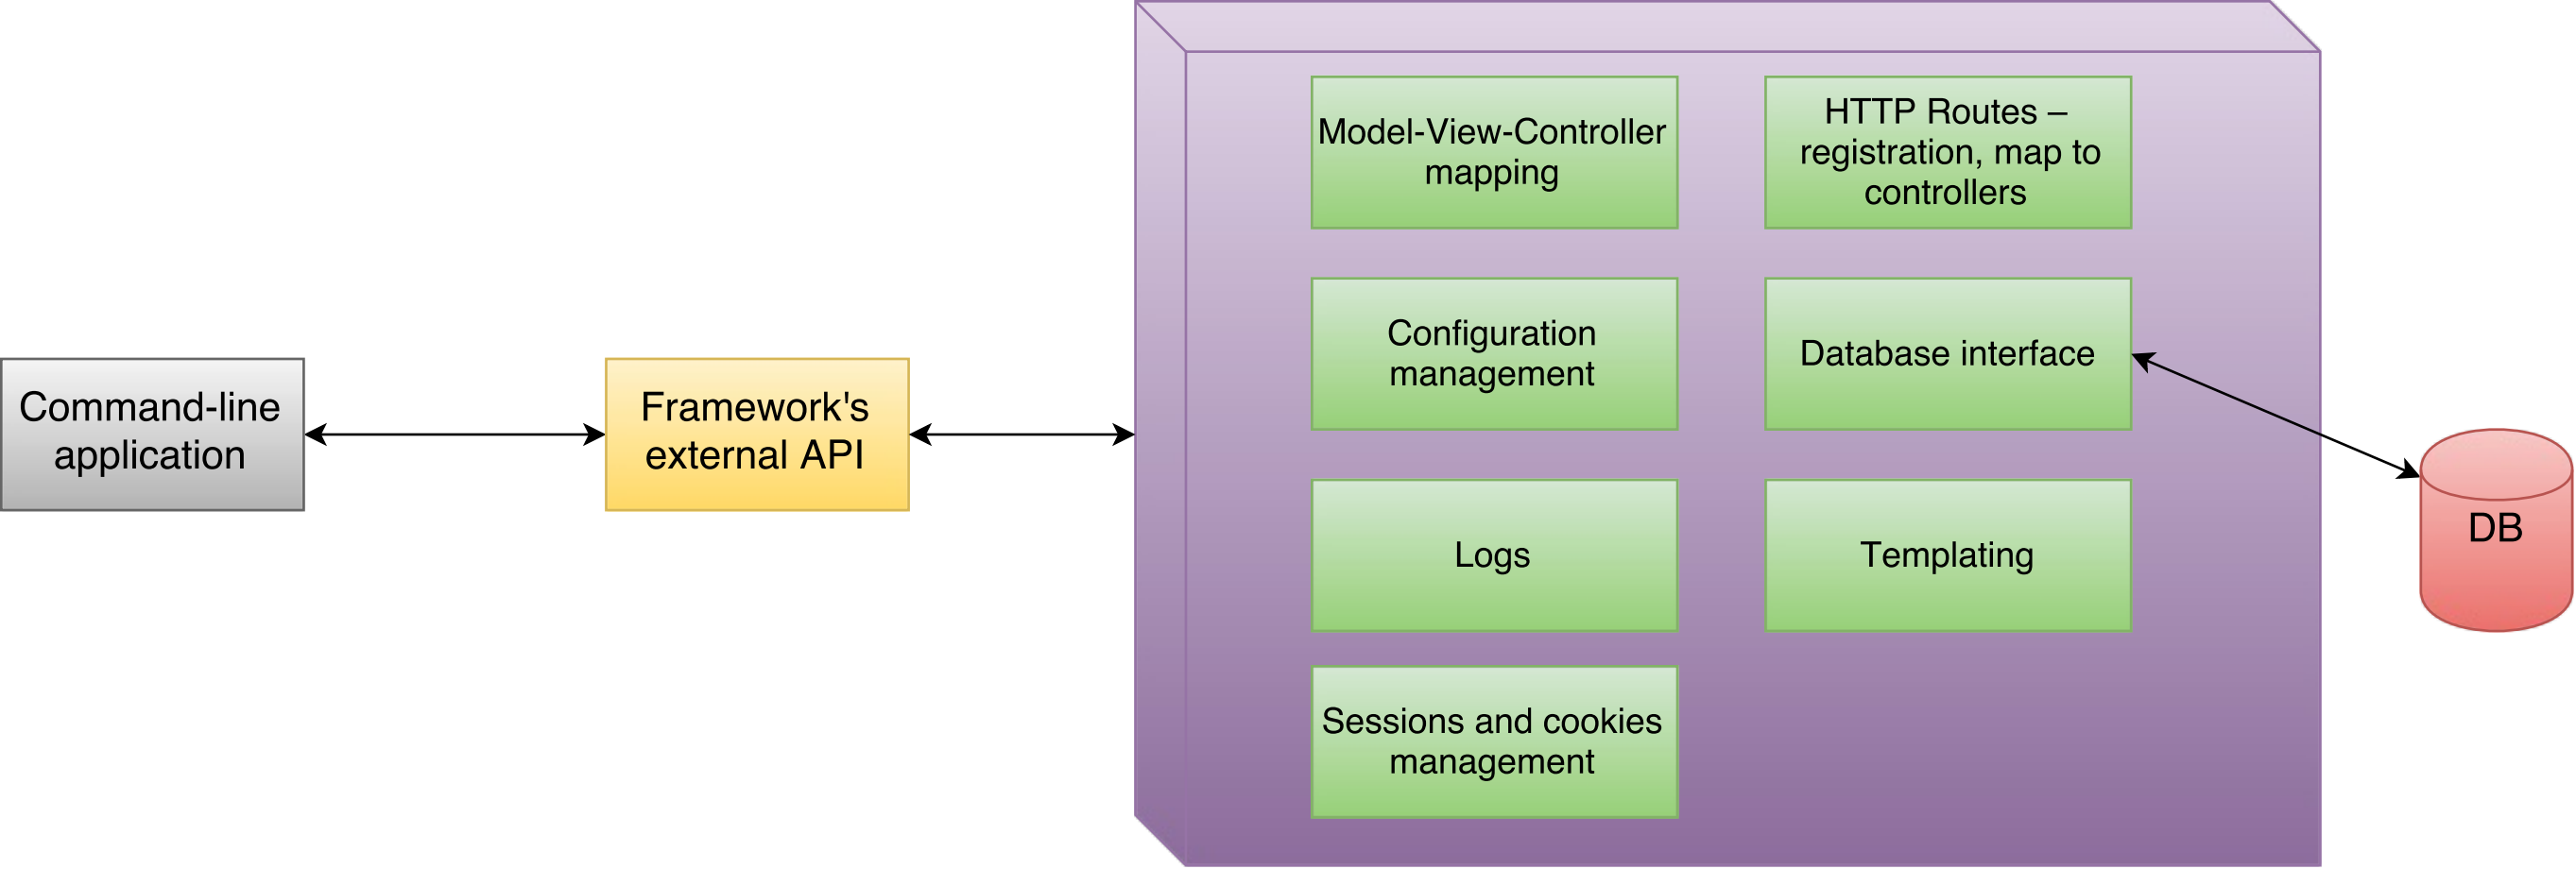 Command-line
application
Framework's
external API
Model-View-Controller
mapping
HTTP Routes –
registration, map to
controllers
Configuration
management
Database interface
Logs
Templating
Sessions and cookies
management
DB